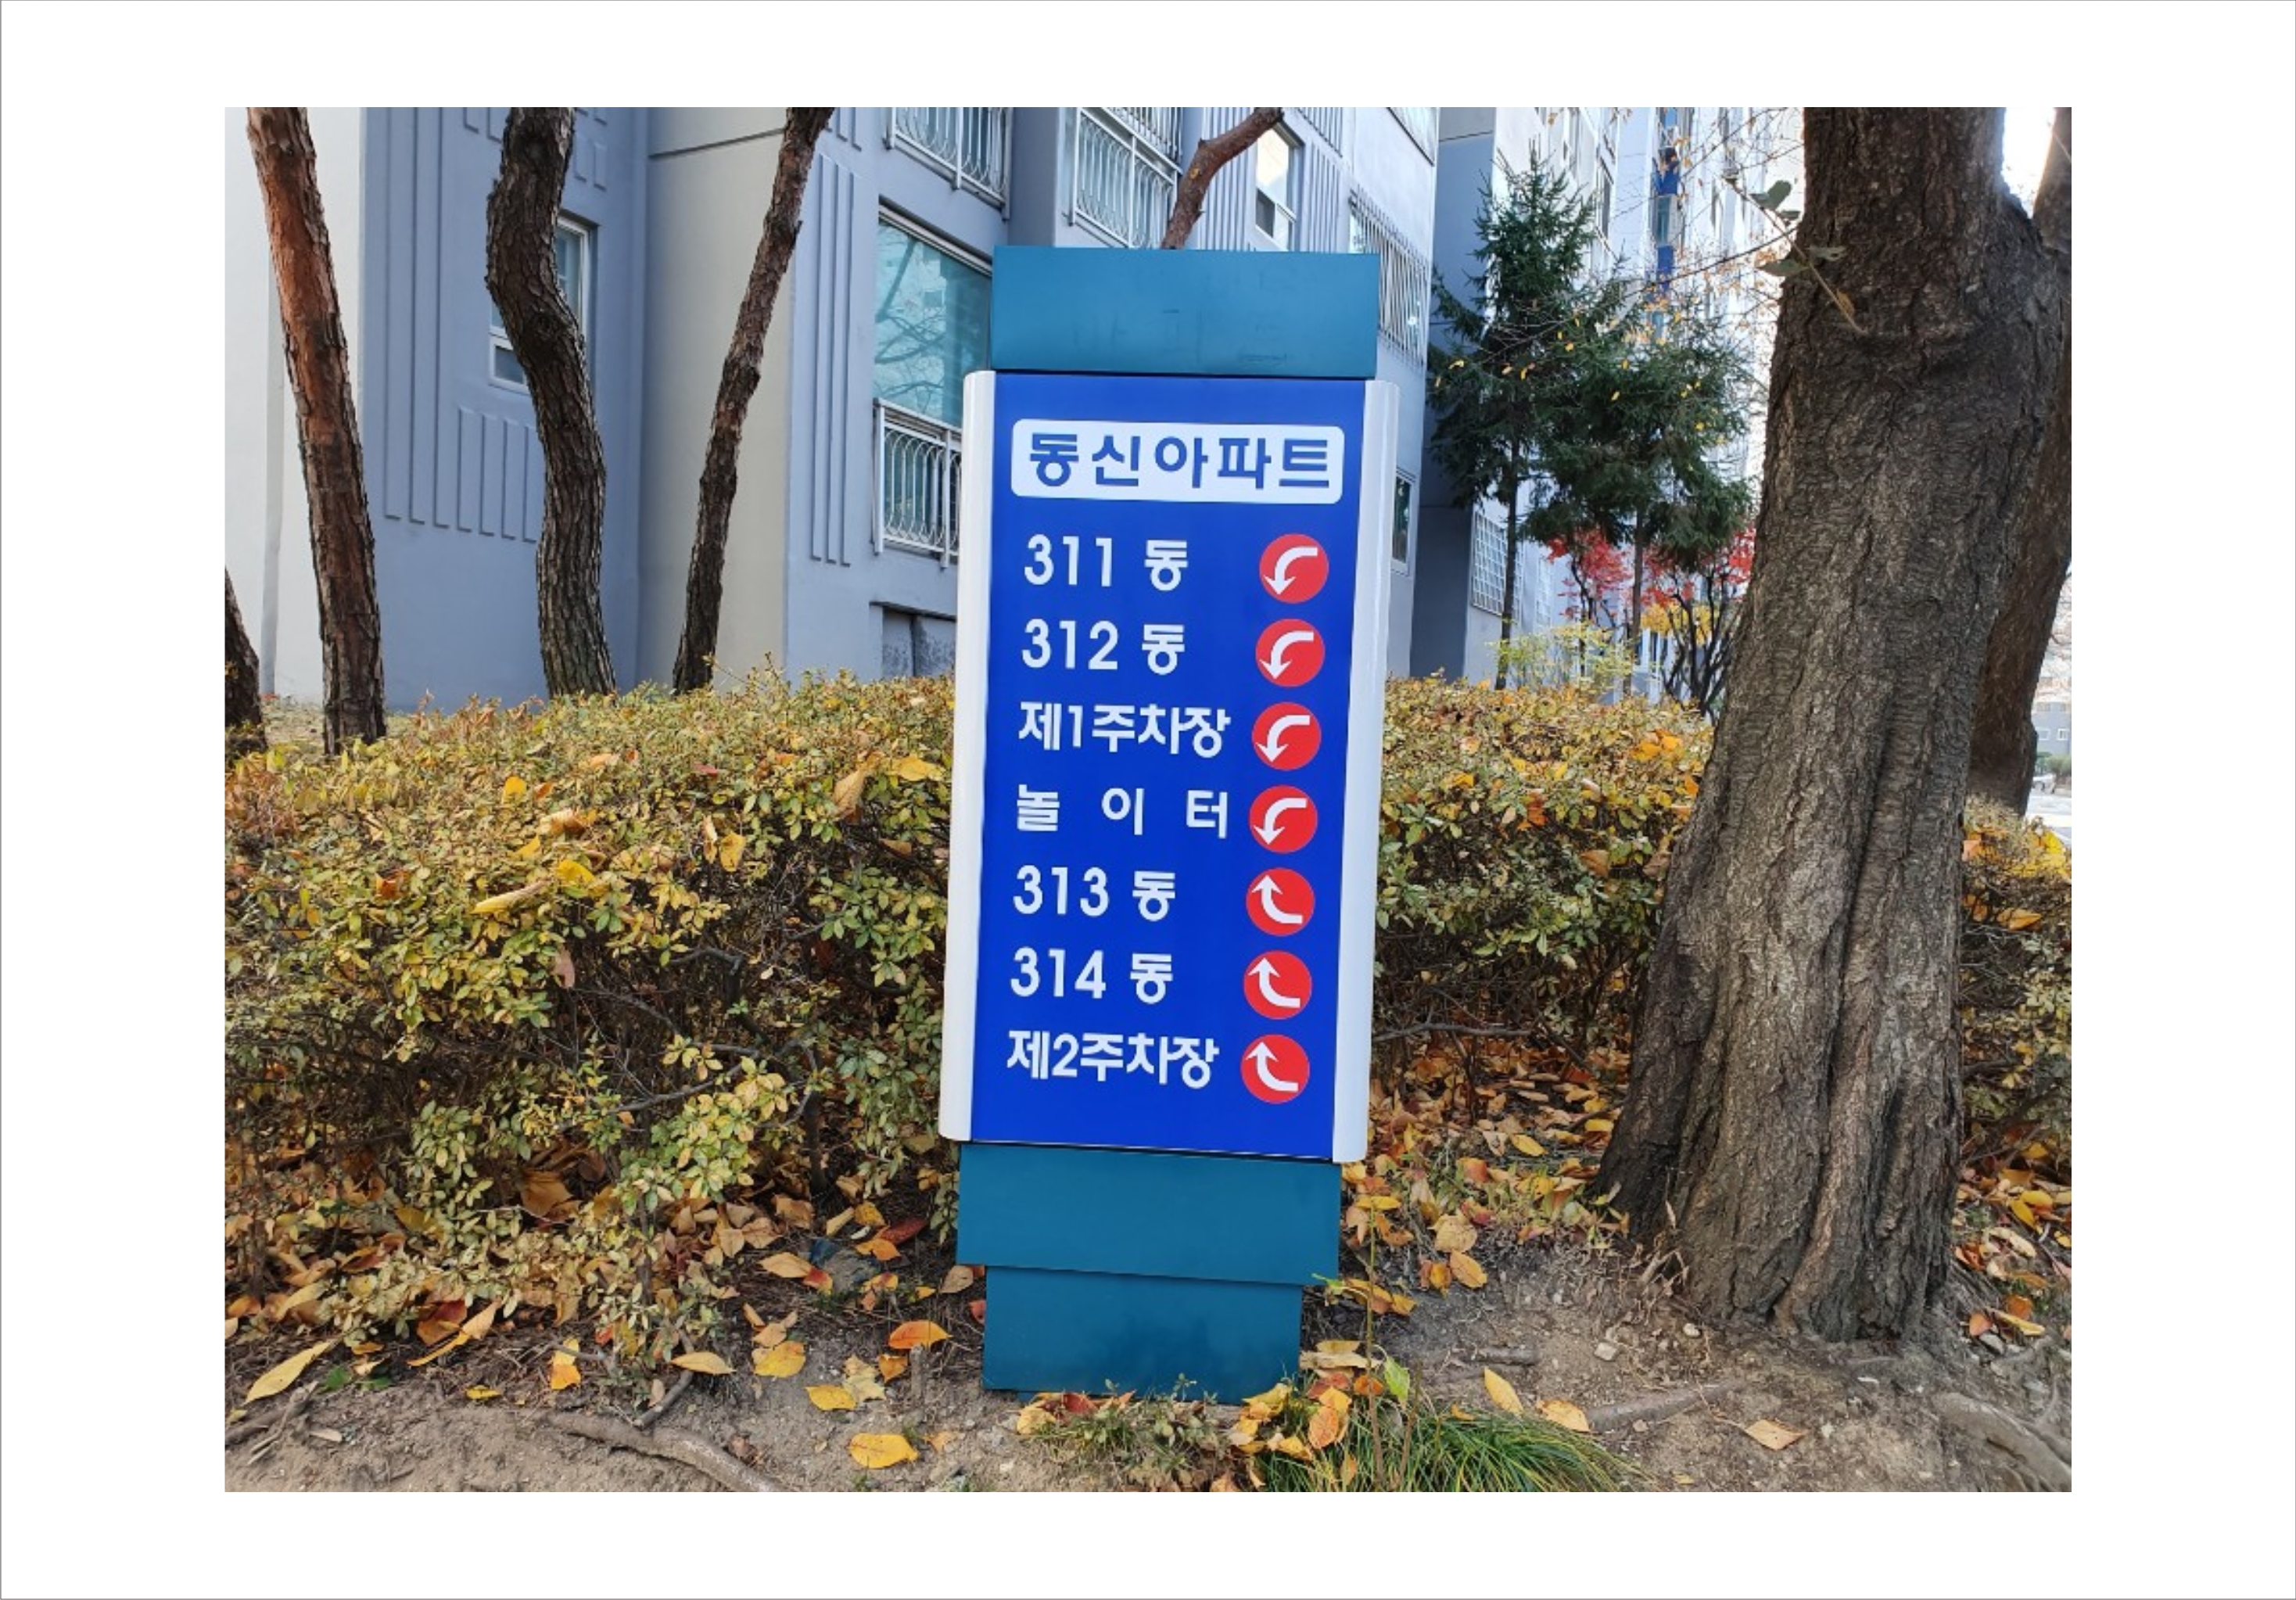 동신아파트
311 동
312 동
제1주차장
놀 이 터
313 동
314 동
제2주차장